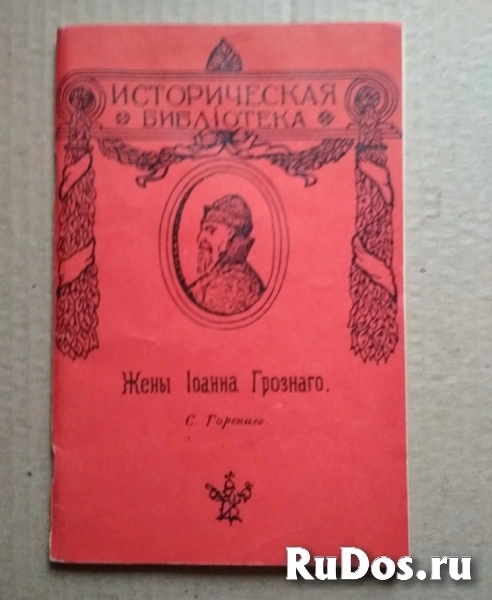 ИСТОРИЧЕСКАЯ
БИБЛІОТЕКА
Жены Іоанна Грознаго.
С. Горскаго.
RuDos.ru